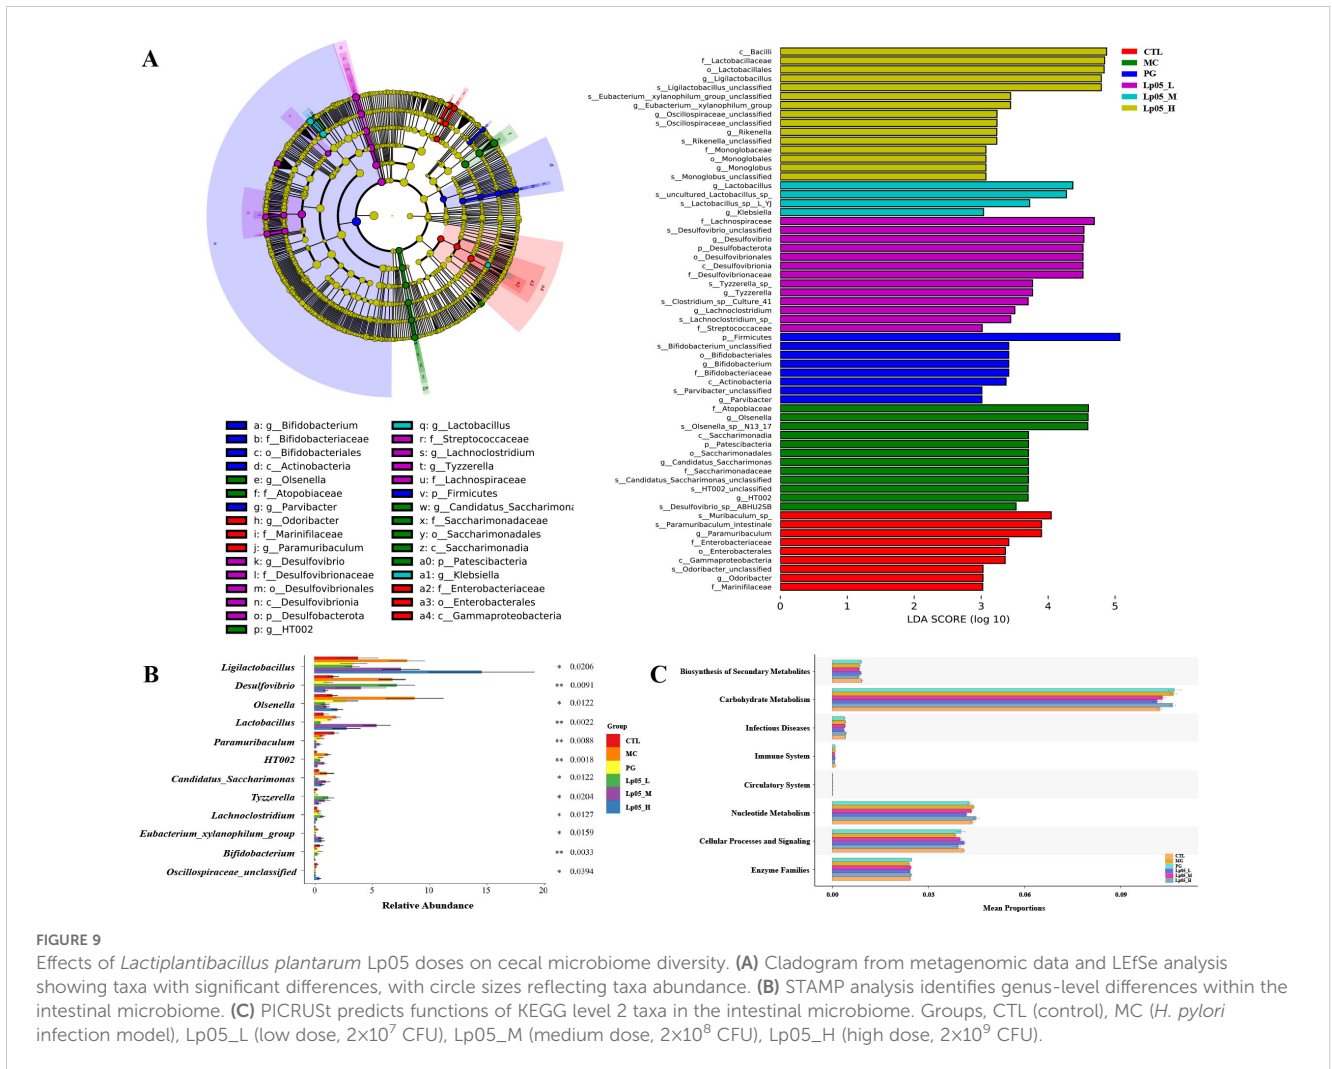 A
c__Bacilli
f__Lactobacillaceae
o__Lactobacillales
g__Ligilactobacillus
s__Ligilactobacillus_unclassified
s__Eubacterium_xylanophilum_group_unclassified
g__Eubacterium__xylanophilum_group
g__Oscillospiraceae_unclassified
s__Oscillospiraceae_unclassified
g__Rikenella
s__Rikenella_unclassified
f__Monoglobaceae
o__Monoglobales
g__Monoglobus
s__Monoglobus_unclassified
g__Lactobacillus
s__uncultured_Lactobacillus_sp_
s__Lactobacillus_sp__L_YJ
g__Klebsiella
f__Lachnospiraceae
s__Desulfovibrio_unclassified
g__Desulfovibrio
p__Desulfobacterota
o__Desulfovibrionales
c__Desulfovibrionia
f__Desulfovibrionaceae
s__Tyzzerella_sp_
g__Tyzzerella
s__Clostridium_sp__Culture_41
g__Lachnoclostridium
s__Lachnoclostridium_sp_
f__Streptococcaceae
p__Firmicutes
s__Bifidobacterium_unclassified
o__Bifidobacteriales
g__Bifidobacterium
f__Bifidobacteriaceae
c__Actinobacteria
s__Parvibacter_unclassified
g__Parvibacter
f__Atopobiaceae
g__Olsenella
s__Olsenella_sp__N13_17
c__Saccharimonadia
p__Patescibacteria
o__Saccharimonadales
g__Candidatus_Saccharimonas
f__Saccharimonadaceae
s__Candidatus_Saccharimonas_unclassified
s__HT002_unclassified
g__HT002
s__Desulfovibrio_sp__ABHU2SB
s__Muribaculum_sp_
s__Paramuribaculum_intestinale
g__Paramuribaculum
f__Enterobacteriaceae
o__Enterobacterales
c__Gammaproteobacteria
s__Odoribacter_unclassified
g__Odoribacter
f__Marinifilaceae
0 1 2 3 4 5
LDA SCORE (log 10)
CTL
MC
PG
Lp05_L
Lp05_M
Lp05_H
a: g__Bifidobacterium
b: f__Bifidobacteriaceae
c: o__Bifidobacteriales
d: c__Actinobacteria
e: g__Olsenella
f: f__Atopobiaceae
g: g__Parvibacter
h: g__Odoribacter
i: f__Marinifilaceae
j: g__Paramuribaculum
k: g__Desulfovibrio
l: f__Desulfovibrionaceae
m: o__Desulfovibrionales
n: c__Desulfovibrionia
o: p__Desulfobacterota
p: g__HT002
q: g__Lactobacillus
r: f__Streptococcaceae
s: g__Lachnoclostridium
t: g__Tyzzerella
u: f__Lachnospiraceae
v: p__Firmicutes
w: g__Candidatus_Saccharimona
x: f__Saccharimonadaceae
y: o__Saccharimonadales
z: c__Saccharimonadia
a0: p__Patescibacteria
a1: g__Klebsiella
a2: f__Enterobacteriaceae
a3: o__Enterobacterales
a4: c__Gammaproteobacteria
B
Ligilactobacillus * 0.0206
Desulfovibrio ** 0.0091
Olsenella * 0.0122
Lactobacillus ** 0.0022
Paramuribaculum ** 0.0088
HT002 ** 0.0018
Candidatus_Saccharimonas * 0.0122
Tyzzerella * 0.0204
Lachnoclostridium * 0.0127
Eubacterium_xylanophilum_group * 0.0159
Bifidobacterium ** 0.0033
Oscillospiraceae_unclassified * 0.0394
0 5 10 15 20
Relative Abundance
Group
CTL
MC
PG
Lp05_L
Lp05_M
Lp05_H
C
Biosynthesis of Secondary Metabolites
Carbohydrate Metabolism
Infectious Diseases
Immune System
Circulatory System
Nucleotide Metabolism
Cellular Processes and Signaling
Enzyme Families
0.00 0.03 0.06 0.09
Mean Proportions
CTL
MG
PG
Lp05_L
Lp05_M
Lp05_H
FIGURE 9
Effects of Lactiplantibacillus plantarum Lp05 doses on cecal microbiome diversity. (A) Cladogram from metagenomic data and LEfSe analysis
showing taxa with significant differences, with circle sizes reflecting taxa abundance. (B) STAMP analysis identifies genus-level differences within the
intestinal microbiome. (C) PICRUSt predicts functions of KEGG level 2 taxa in the intestinal microbiome. Groups, CTL (control), MC (H. pylori
infection model), Lp05_L (low dose, 2×10⁷ CFU), Lp05_M (medium dose, 2×10⁸ CFU), Lp05_H (high dose, 2×10⁹ CFU).